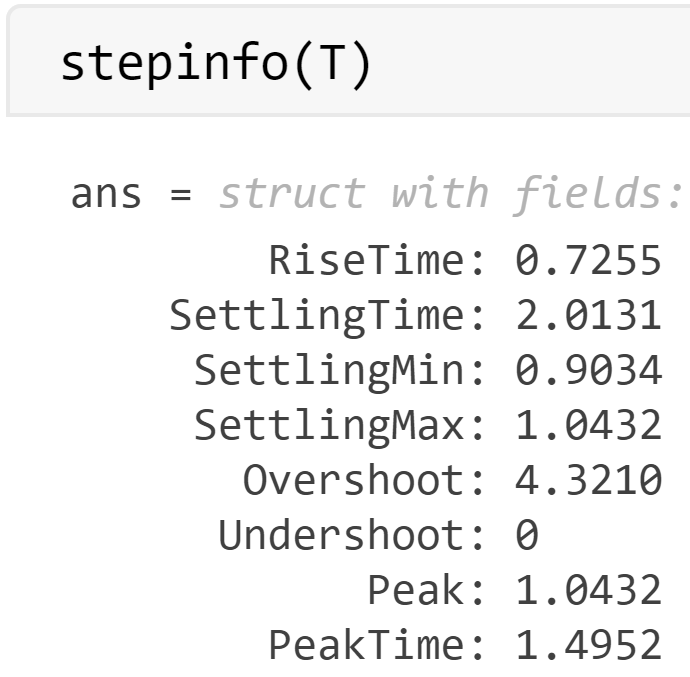 stepinfo(T)
ans = struct with fields:
RiseTime: 0.7255
SettlingTime: 2.0131
SettlingMin: 0.9034
SettlingMax: 1.0432
Overshoot: 4.3210
Undershoot: 0
Peak: 1.0432
PeakTime: 1.4952